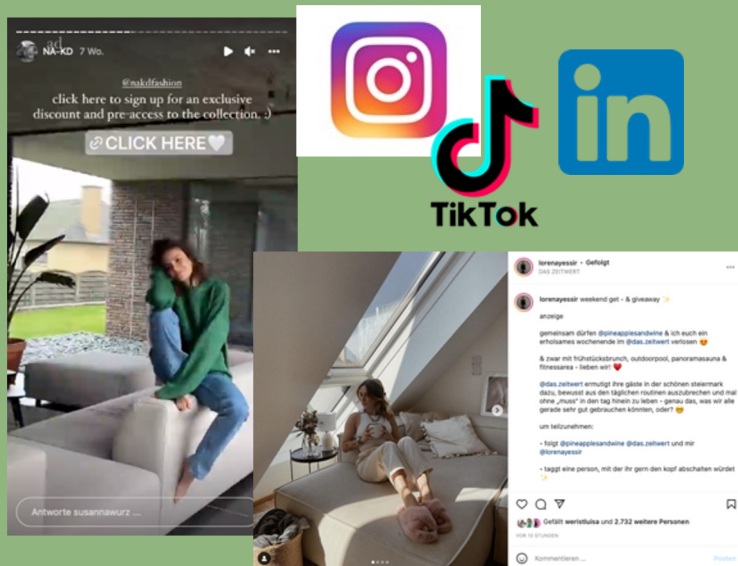 ad
NA-KD 7 Wo.
@nakdfashion
click here to sign up for an exclusive
discount and pre-access to the collection. :)
CLICK HERE🤍
Antworte susannawurz ...
in
TikTok
lorenayessir • Gefolgt
DAS ZEITWERT
lorenayessir weekend get - & giveaway ✨
anzeige
gemeinsam dürfen @pineapplesandwine & ich euch ein
erholsames wochenende im @das.zeitwert verlosen 😍
& zwar mit frühstücksbrunch, outdoorpool, panoramasauna &
fitnessarea - lieben wir! ♥️
@das.zeitwert ermutigt ihre gäste in der schönen steiermark
dazu, bewusst aus den täglichen routinen auszubrechen und mal
ohne „muss“ in den tag hinein zu leben - genau das, was wir alle
gerade sehr gut gebrauchen könnten, oder? 🤓
um teilzunehmen:
- folgt @pineapplesandwine @das.zeitwert und mir
@lorenayessir
- taggt eine person, mit der ihr gern den kopf abschalten würdet
✨
Gefällt weristluisa und 2.732 weitere Personen
VOR 10 STUNDEN
Kommentieren ...
Posten